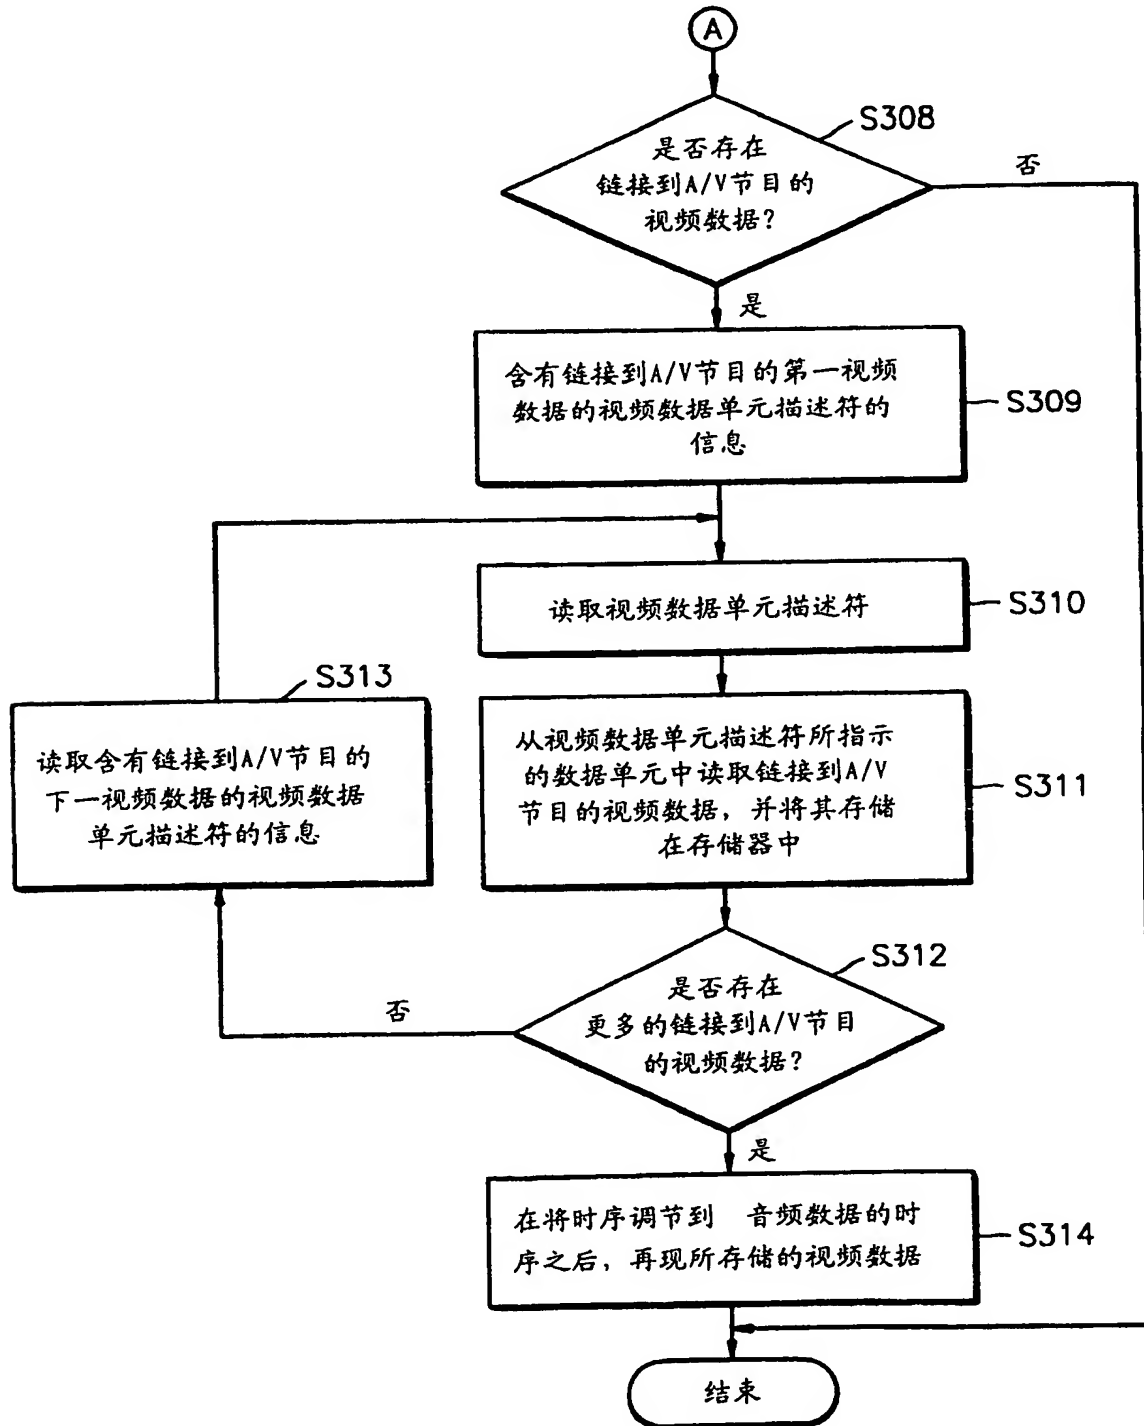 A
S308
是否存在
链接到A/V节目的
视频数据?
否
是
含有链接到A/V节目的第一视频
数据的视频数据单元描述符的
信息
S309
读取视频数据单元描述符
S310
S313
读取含有链接到A/V节目的
下一视频数据的视频数据
单元描述符的信息
从视频数据单元描述符所指示
的数据单元中读取链接到A/V
节目的视频数据，并将其存储
在存储器中
S311
S312
是否存在
更多的链接到A/V节目
的视频数据?
否
是
在将时序调节到 音频数据的时
序之后，再现所存储的视频数据
S314
结束